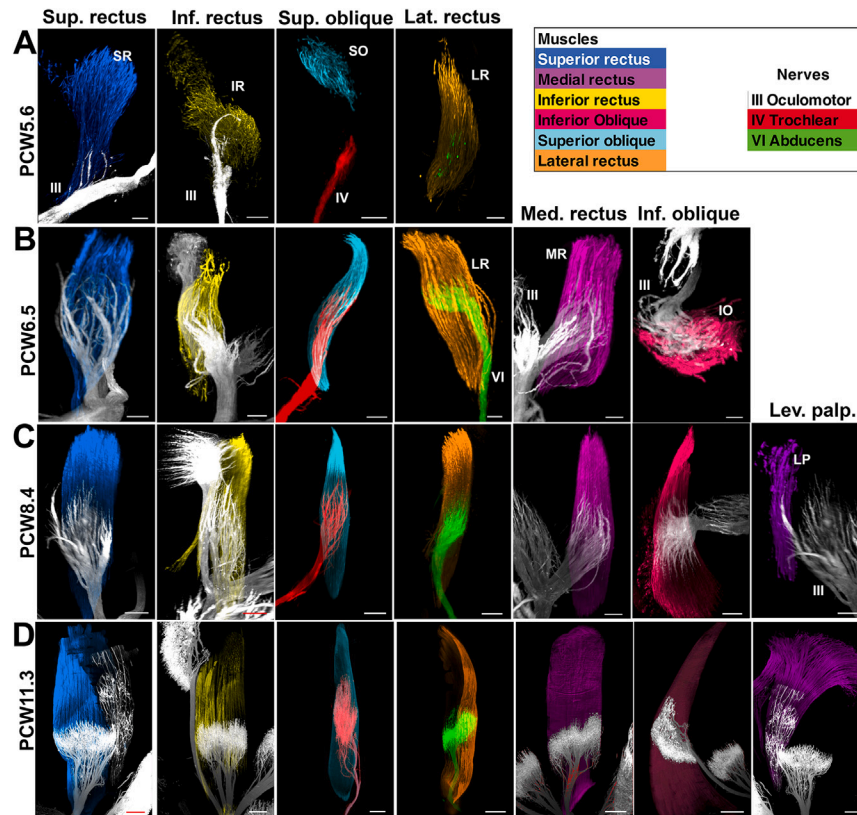 Sup. rectus Inf. rectus Sup. oblique Lat. rectus
A
PCW5.6
SR
III
IR
III
SO
IV
LR
Muscles
Superior rectus
Medial rectus
Inferior rectus
Inferior Oblique
Superior oblique
Lateral rectus
Nerves
III Oculomotor
IV Trochlear
VI Abducens
Med. rectus Inf. oblique
B
PCW6.5
LR
VI
MR
III
III
IO
Lev. palp.
C
PCW8.4
LP
III
D
PCW11.3